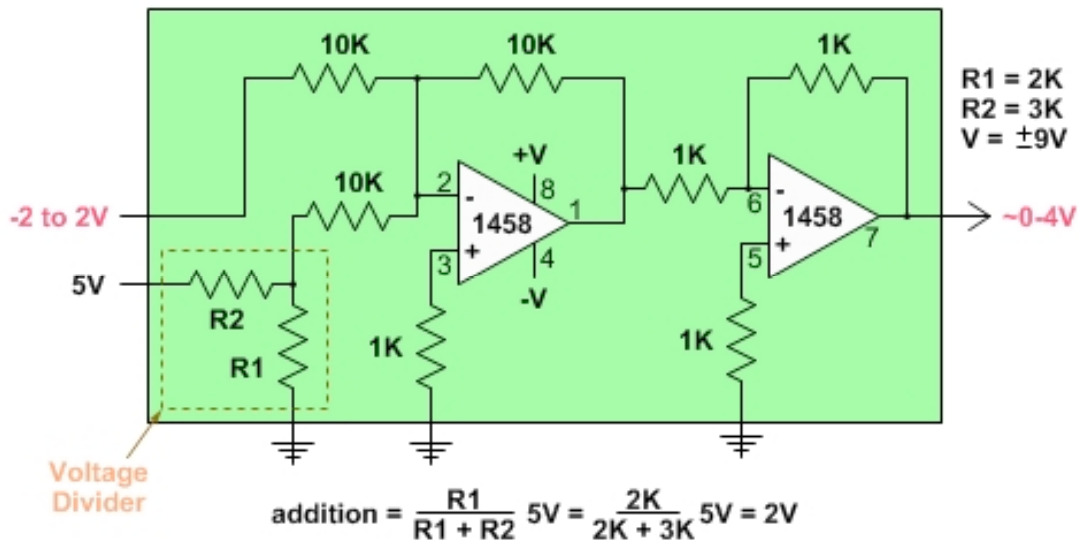 10K
10K
1K
R1 = 2K
R2 = 3K
V = ±9V
+V
1K
10K
2
8
-
1458
1
6
-
1458
-2 to 2V
~0-4V
7
3
+
4
5
+
5V
-V
R2
R1
1K
1K
Voltage
Divider
addition = R1 / R1 + R2 5V = 2K / 2K + 3K 5V = 2V